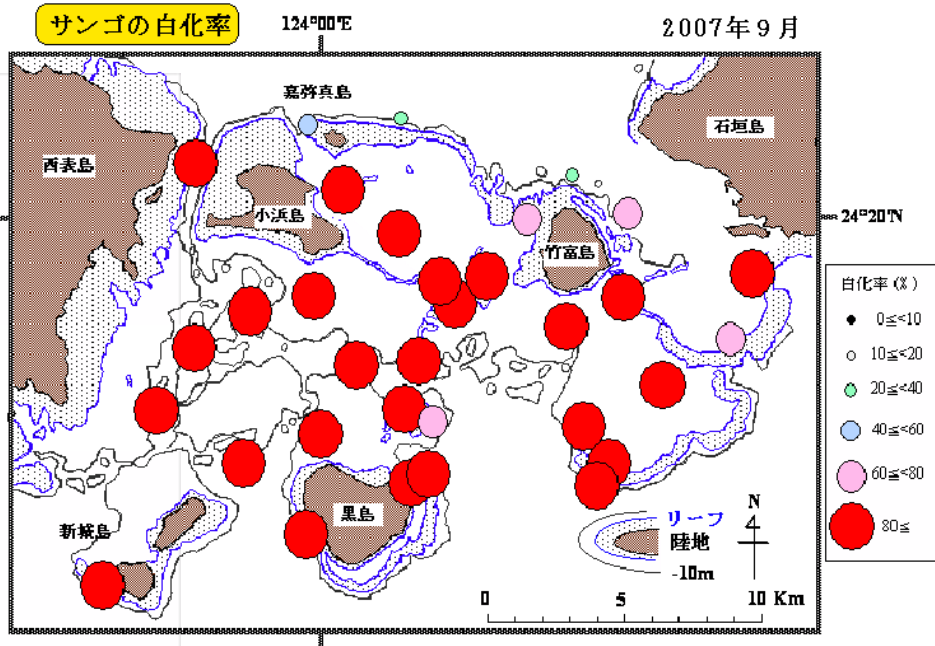 サンゴの白化率
124°00'E
2007年9月
嘉弥真島
石垣島
西表島
小浜島
竹富島
24°20'N
白化率(%)
0≦<10
10≦<20
20≦<40
40≦<60
60≦<80
80≦
新城島
黒島
リーフ
陸地
-10m
N
0 5 10 Km